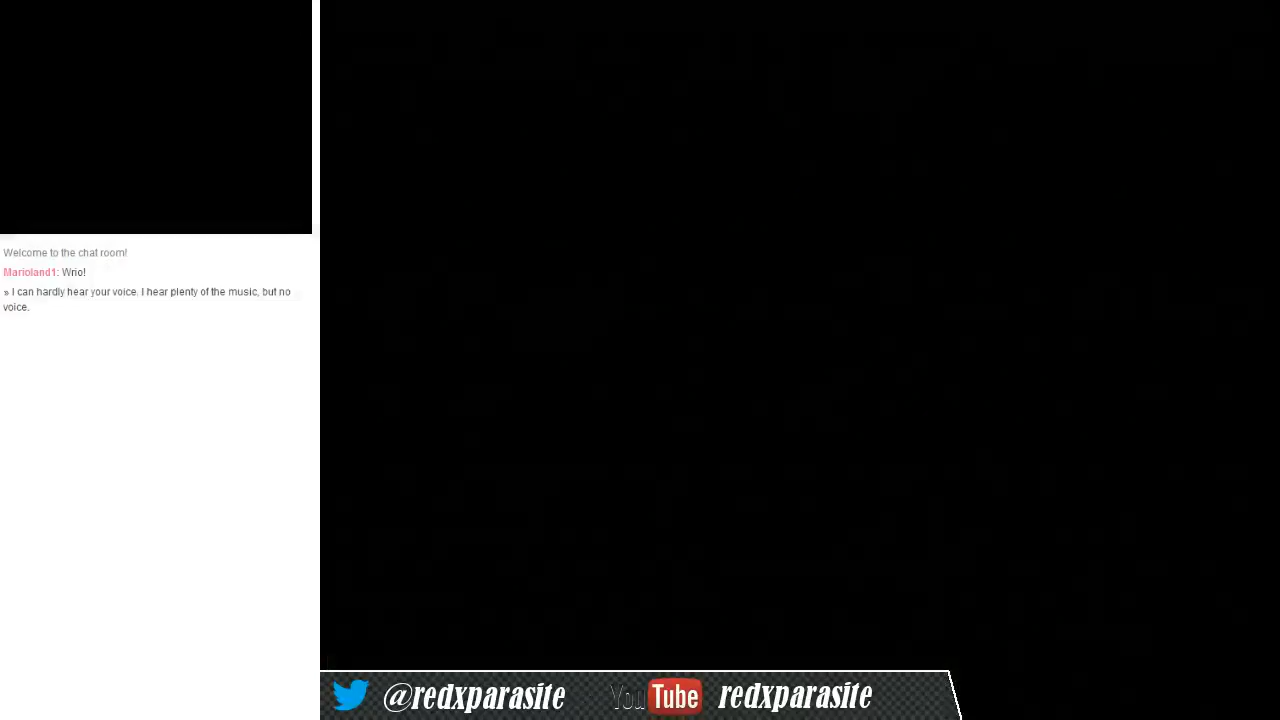 Welcome to the chat room!
Marioland1: Wrio!
» I can hardly hear your voice. I hear plenty of the music, but no
voice.
@redxparasite YouTube redxparasite